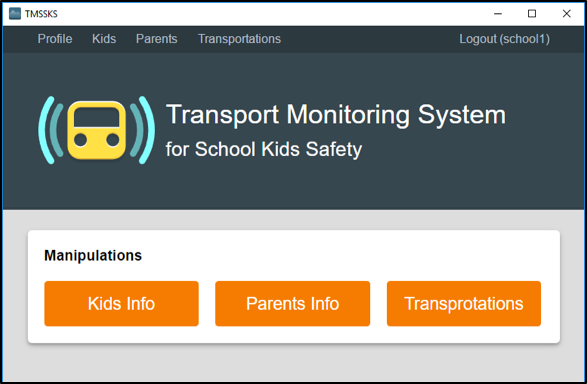 TMSSKS
Profile Kids Parents Transportations Logout (school1)
Transport Monitoring System
for School Kids Safety
Manipulations
Kids Info Parents Info Transprotations